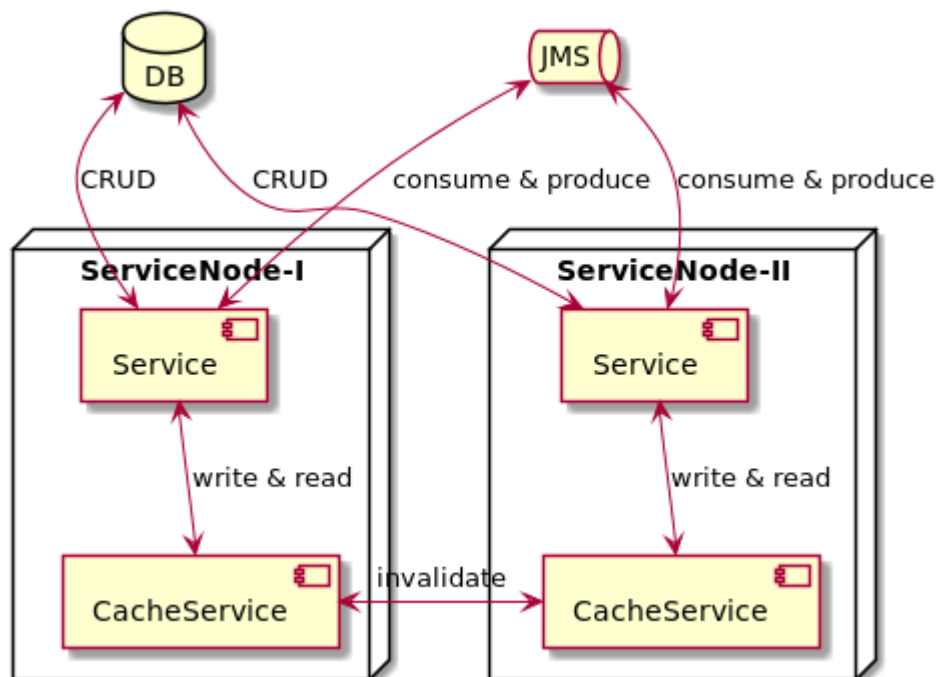 DB
JMS
CRUD
CRUD
consume & produce
consume & produce
ServiceNode-I
ServiceNode-II
Service
Service
write & read
write & read
invalidate
CacheService
CacheService